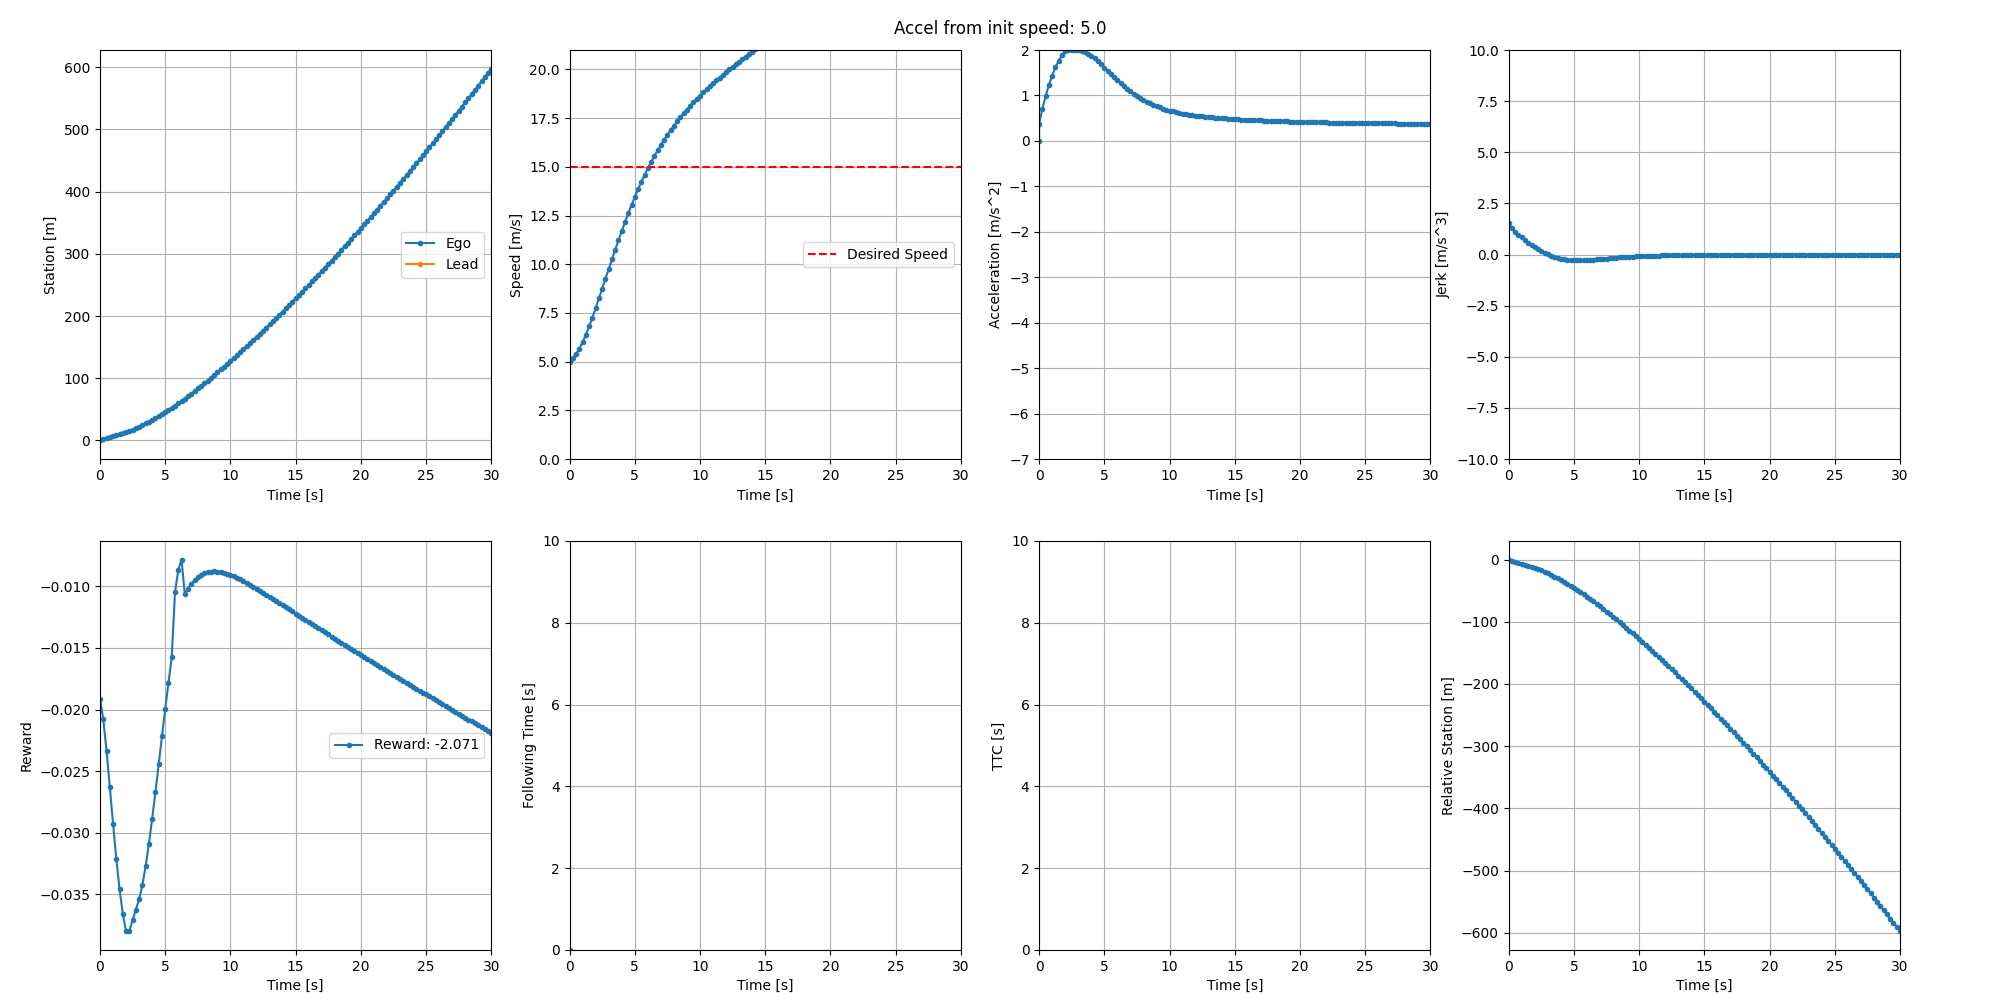 Accel from init speed: 5.0
Station [m]
600
500
400
300
200
100
0
Ego
Lead
0 5 10 15 20 25 30
Time [s]
Speed [m/s]
20.0
17.5
15.0
12.5
10.0
7.5
5.0
2.5
0.0
Desired Speed
0 5 10 15 20 25 30
Time [s]
Acceleration [m/s^2]
2
1
0
−1
−2
−3
−4
−5
−6
−7
0 5 10 15 20 25 30
Time [s]
Jerk [m/s^3]
10.0
7.5
5.0
2.5
0.0
−2.5
−5.0
−7.5
−10.0
0 5 10 15 20 25 30
Time [s]
Reward
−0.010
−0.015
−0.020
−0.025
−0.030
−0.035
Reward: -2.071
0 5 10 15 20 25 30
Time [s]
Following Time [s]
10
8
6
4
2
0
0 5 10 15 20 25 30
Time [s]
TTC [s]
10
8
6
4
2
0
0 5 10 15 20 25 30
Time [s]
Relative Station [m]
0
−100
−200
−300
−400
−500
−600
0 5 10 15 20 25 30
Time [s]